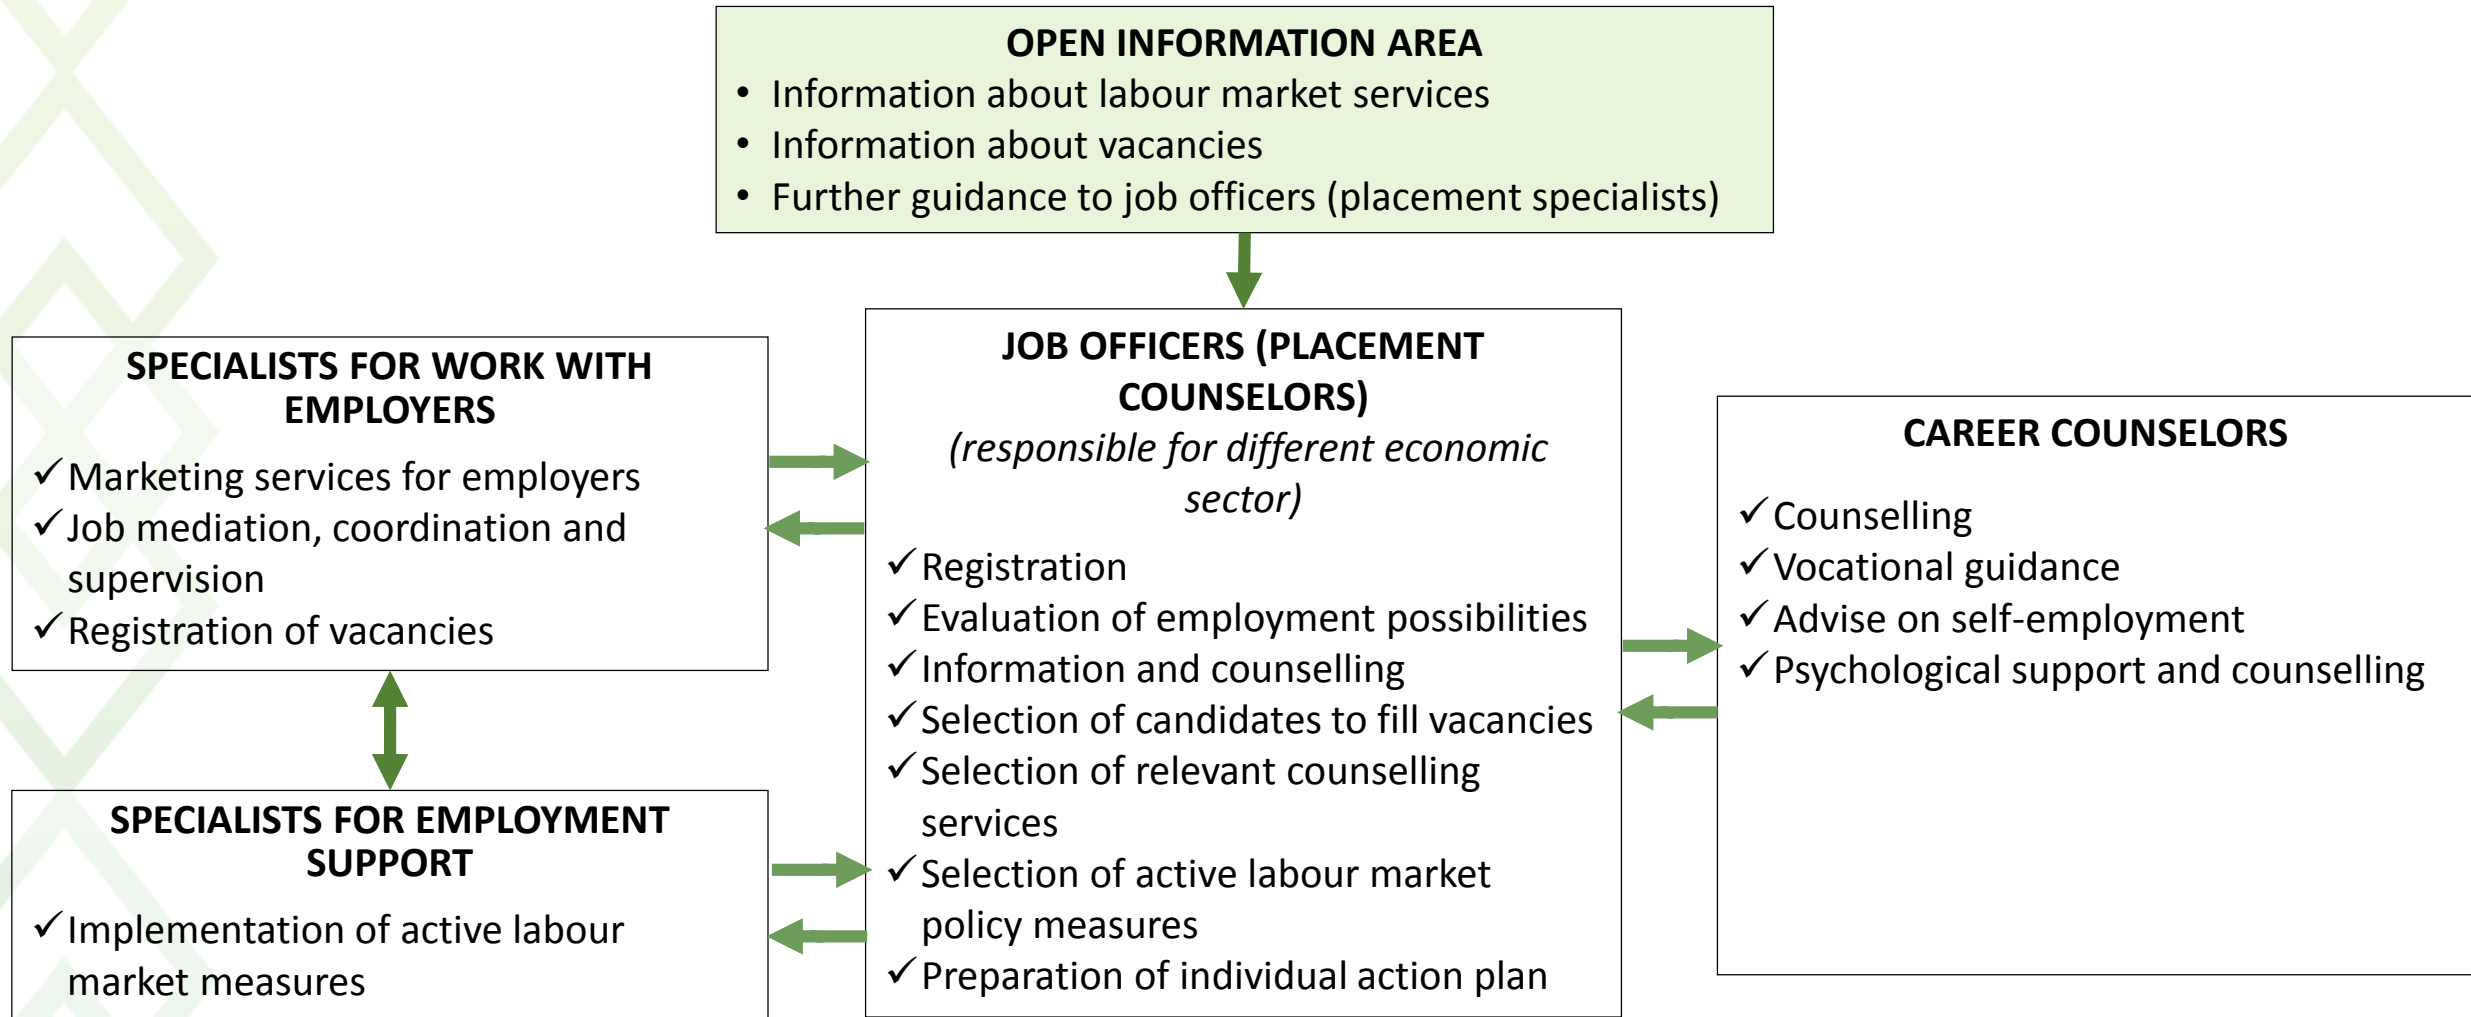 OPEN INFORMATION AREA
• Information about labour market services
• Information about vacancies
• Further guidance to job officers (placement specialists)
SPECIALISTS FOR WORK WITH
EMPLOYERS
✓ Marketing services for employers
✓ Job mediation, coordination and
supervision
✓ Registration of vacancies
SPECIALISTS FOR EMPLOYMENT
SUPPORT
✓ Implementation of active labour
market measures
JOB OFFICERS (PLACEMENT
COUNSELORS)
(responsible for different economic
sector)
✓ Registration
✓ Evaluation of employment possibilities
✓ Information and counselling
✓ Selection of candidates to fill vacancies
✓ Selection of relevant counselling
services
✓ Selection of active labour market
policy measures
✓ Preparation of individual action plan
CAREER COUNSELORS
✓ Counselling
✓ Vocational guidance
✓ Advise on self-employment
✓ Psychological support and counselling